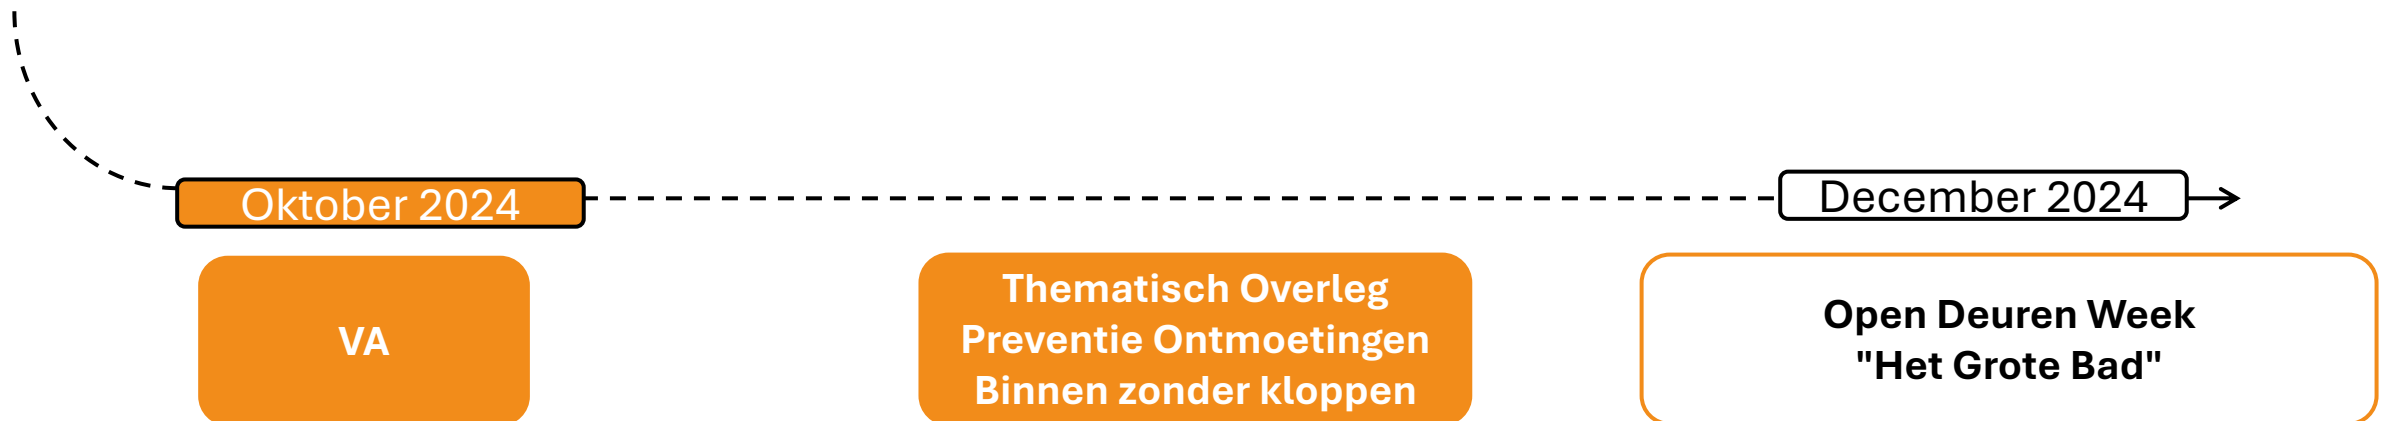 Oktober 2024
December 2024
VA
Thematisch Overleg
Preventie Ontmoetingen
Binnen zonder kloppen
Open Deuren Week
"Het Grote Bad"